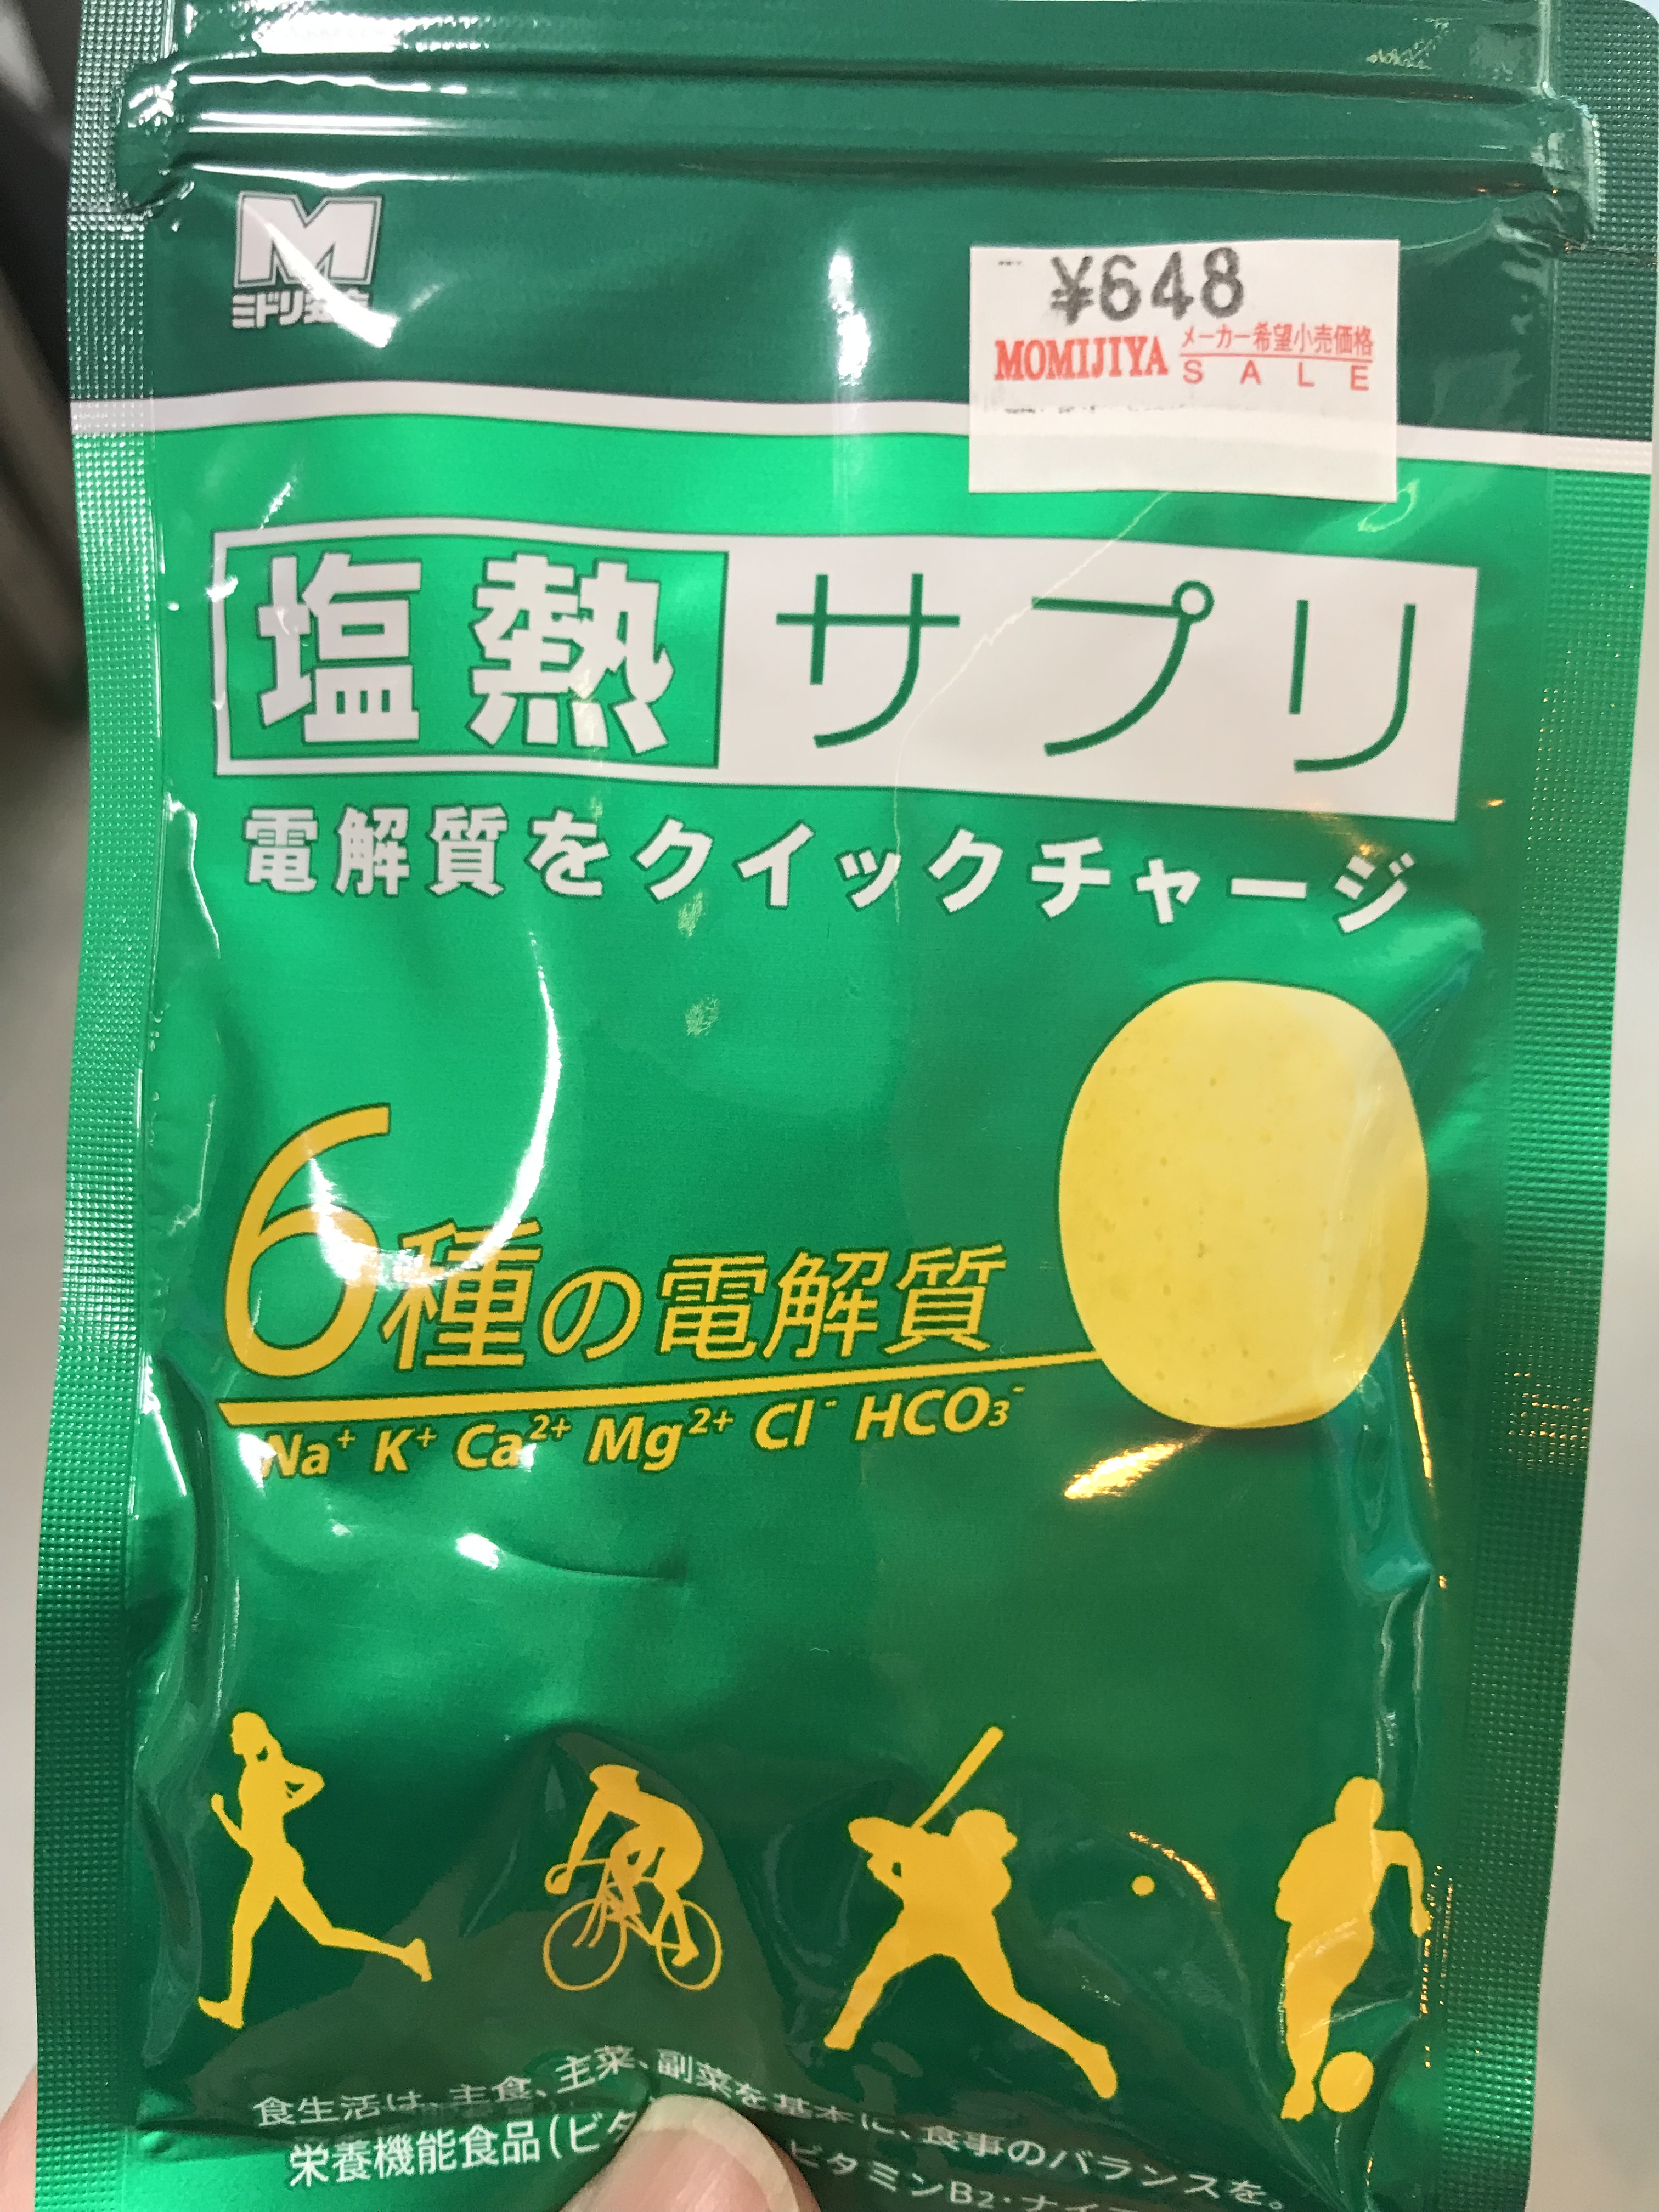 M
ミドリ安全
¥648
MOMIJIYA メーカー希望小売価格
SALE
塩熱サプリ
電解質をクイックチャージ
6種の電解質
Na⁺ K⁺ Ca²⁺ Mg²⁺ Cl⁻ HCO₃⁻
食生活は、主食、主菜、副菜を基本に、食事のバランスを。
栄養機能食品(ビタ ビタミンB₂・ナイア